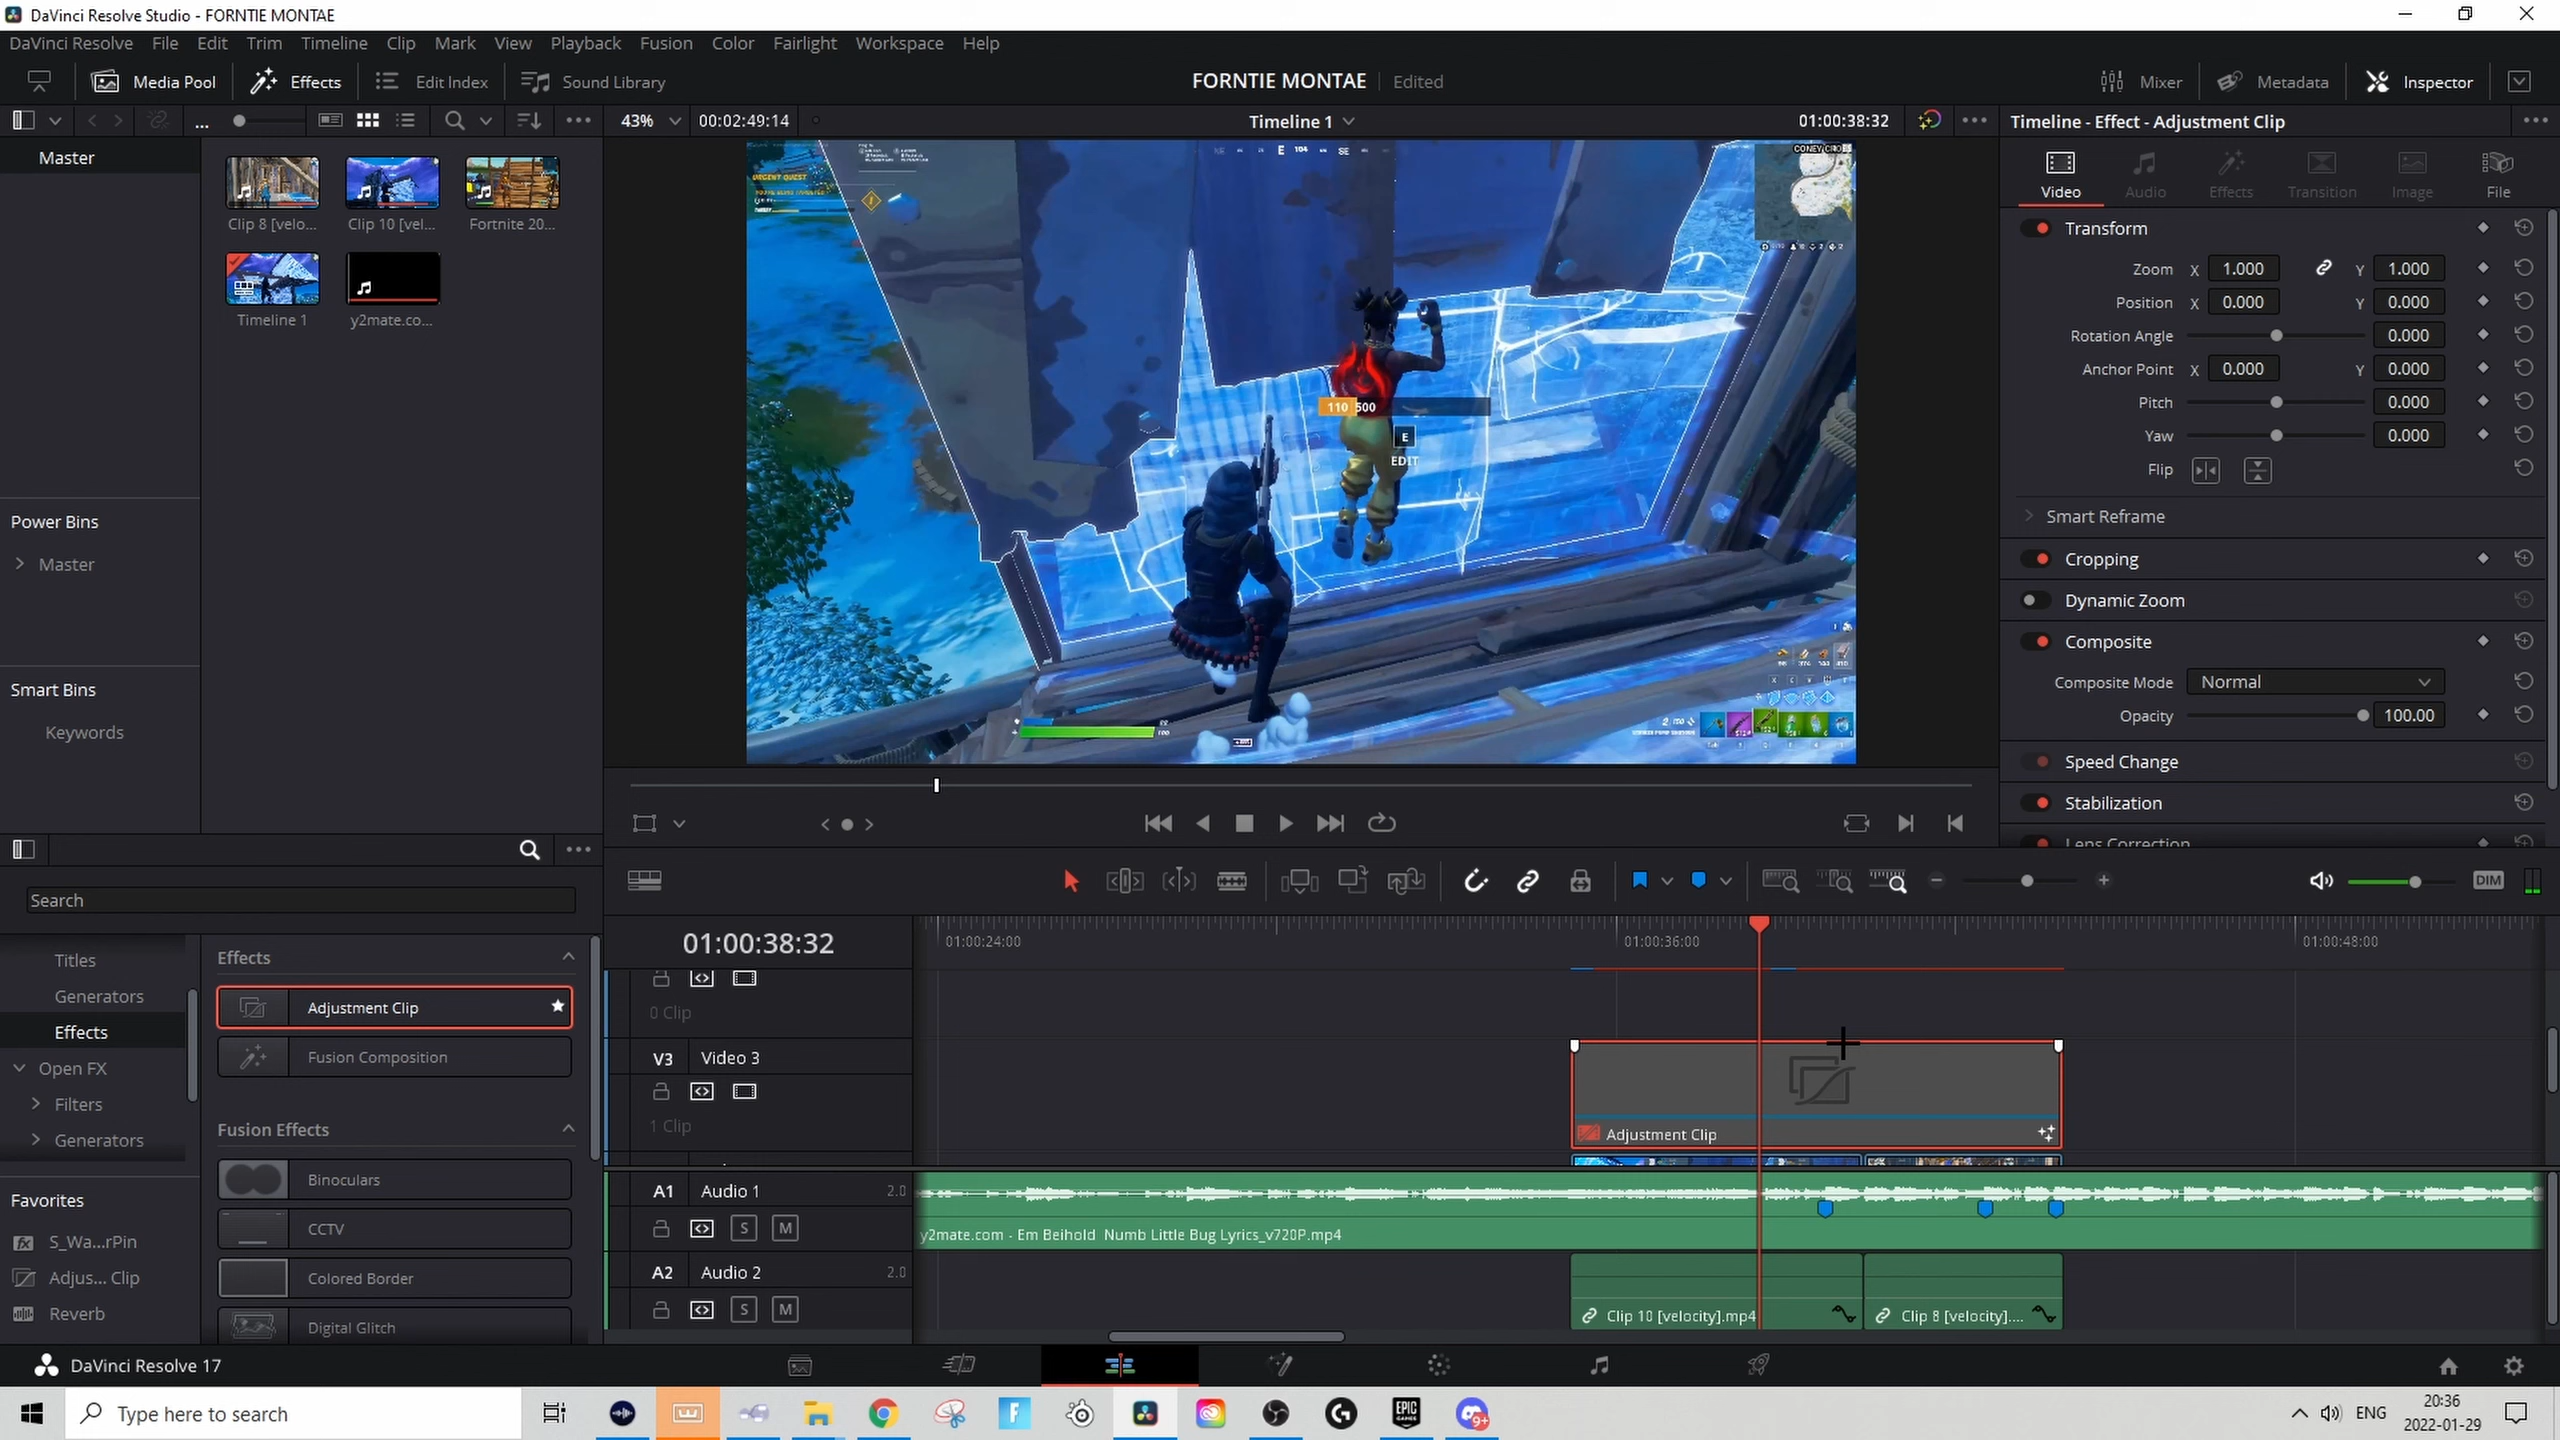 DaVinci Resolve Studio - FORNTIE MONTAE
DaVinci Resolve File Edit Trim Timeline Clip Mark View Playback Fusion Color Fairlight Workspace Help
Media Pool Effects Edit Index Sound Library FORNTIE MONTAE Edited Mixer Metadata Inspector
... 43% 00:02:49:14 Timeline 1 01:00:38:32 Timeline - Effect - Adjustment Clip
Master
Clip 8 [velo... Clip 10 [vel... Fortnite 20...
Timeline 1 y2mate.co...
Power Bins
Master
Smart Bins
Keywords
E 104 SE
URGENT QUEST
110 500
E
EDIT
100
Video Audio Effects Transition Image File
Transform
Zoom X 1.000 Y 1.000
Position X 0.000 Y 0.000
Rotation Angle 0.000
Anchor Point X 0.000 Y 0.000
Pitch 0.000
Yaw 0.000
Flip
Smart Reframe
Cropping
Dynamic Zoom
Composite
Composite Mode Normal
Opacity 100.00
Speed Change
Stabilization
Lens Correction
DIM
Search
Titles
Generators
Effects
Open FX
Filters
Generators
Favorites
S_Wa...rPin
Adjus... Clip
Reverb
Effects
Adjustment Clip
Fusion Composition
Fusion Effects
Binoculars
CCTV
Colored Border
Digital Glitch
01:00:38:32 01:00:24:00 01:00:36:00 01:00:48:00
0 Clip
V3 Video 3
1 Clip
Adjustment Clip
A1 Audio 1 2.0
S M
y2mate.com - Em Beihold Numb Little Bug Lyrics_v720P.mp4
A2 Audio 2 2.0
S M
Clip 10 [velocity].mp4 Clip 8 [velocity]....
DaVinci Resolve 17
Type here to search
EPIC GAMES
9+
ENG
20:36
2022-01-29